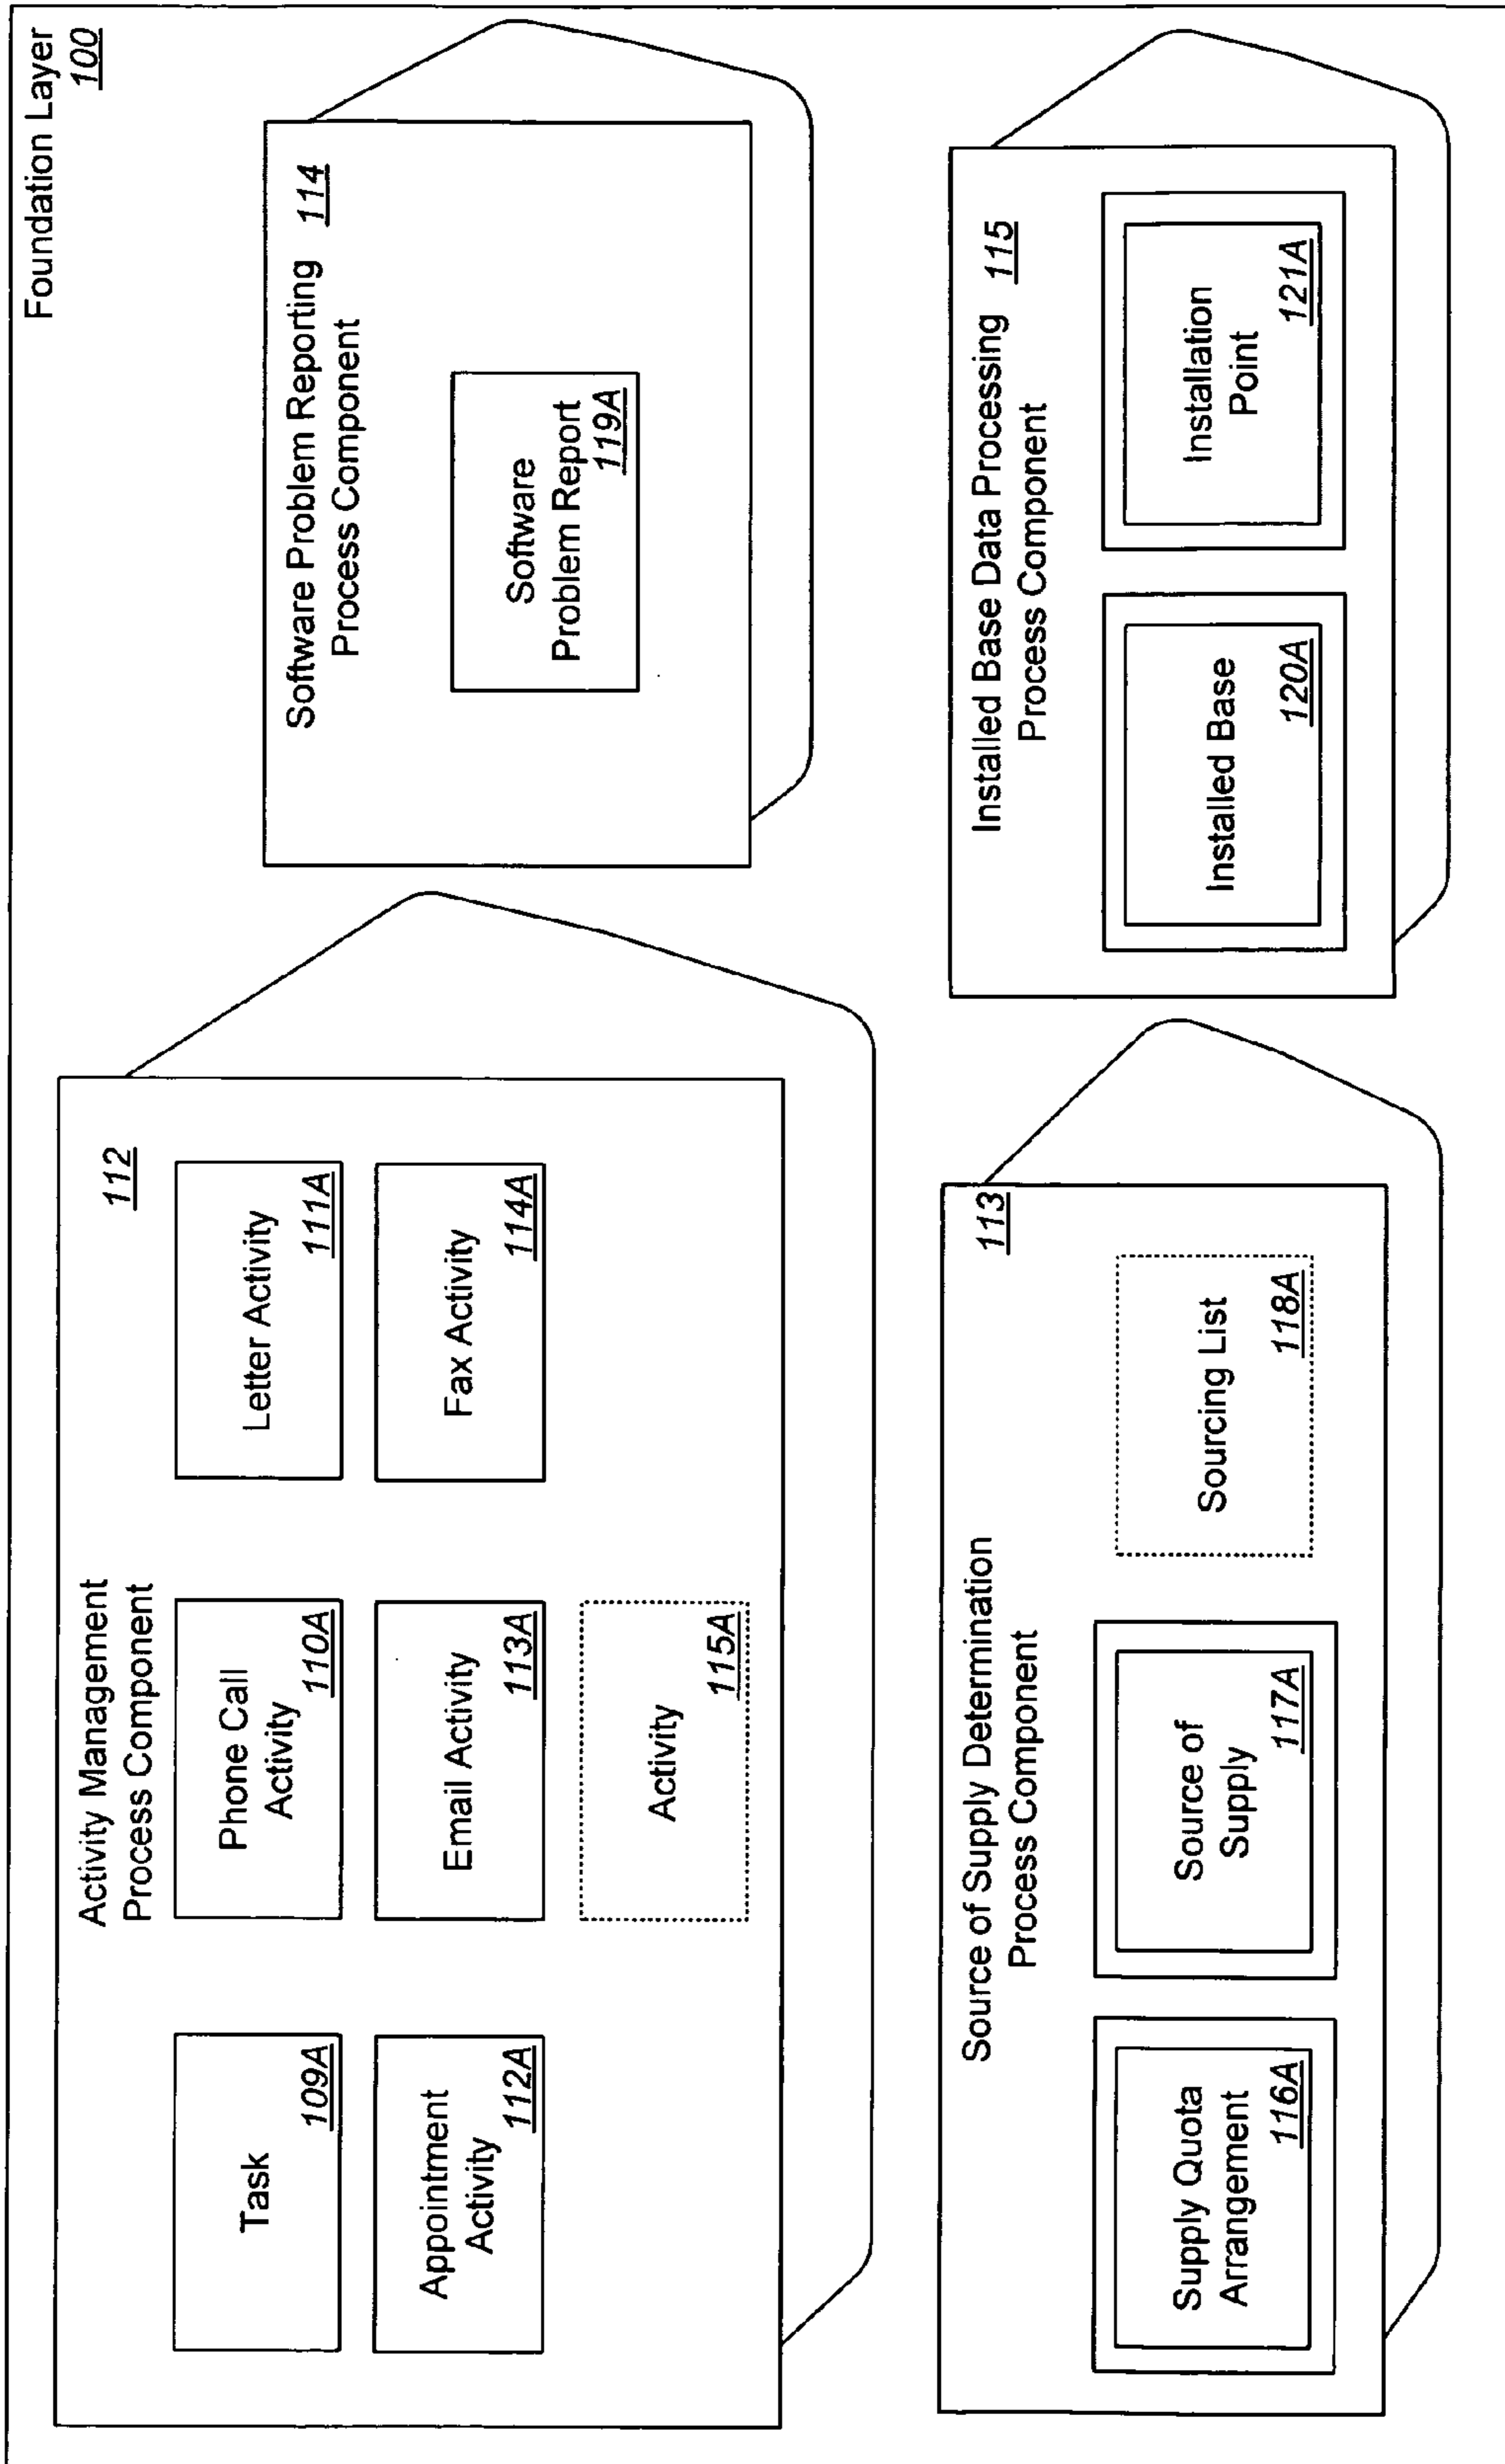 Foundation Layer
100
Activity Management
Process Component
112
Task
109A
Phone Call
Activity
110A
Letter Activity
111A
Appointment
Activity
112A
Email Activity
113A
Fax Activity
114A
Activity
115A
Software Problem Reporting
Process Component
114
Software
Problem Report
119A
Source of Supply Determination
Process Component
113
Supply Quota
Arrangement
116A
Source of
Supply
117A
Sourcing List
118A
Installed Base Data Processing
Process Component
115
Installed Base
120A
Installation
Point
121A